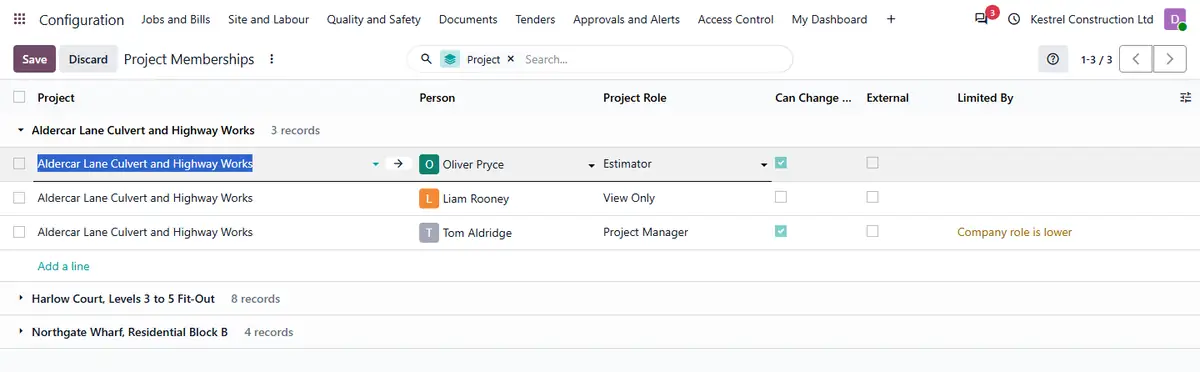 Configuration Jobs and Bills Site and Labour Quality and Safety Documents Tenders Approvals and Alerts Access Control My Dashboard + 3 Kestrel Construction Ltd D
Save Discard Project Memberships Project × Search... 1-3 / 3
Project Person Project Role Can Change ... External Limited By
Aldercar Lane Culvert and Highway Works 3 records
Aldercar Lane Culvert and Highway Works O Oliver Pryce Estimator
Aldercar Lane Culvert and Highway Works L Liam Rooney View Only
Aldercar Lane Culvert and Highway Works T Tom Aldridge Project Manager Company role is lower
Add a line
Harlow Court, Levels 3 to 5 Fit-Out 8 records
Northgate Wharf, Residential Block B 4 records